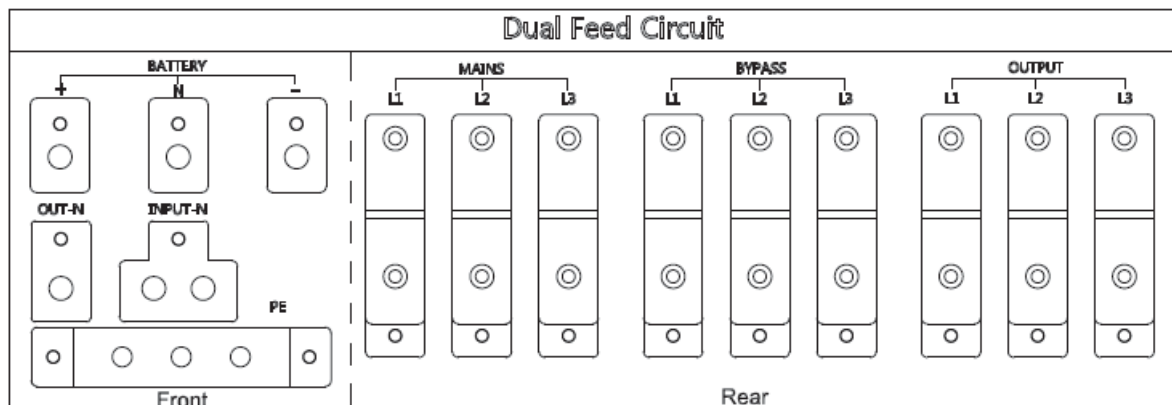 Dual Feed Circuit
BATTERY
+ N -
OUT-N INPUT-N
PE
Front
MAINS
L1 L2 L3
BYPASS
L1 L2 L3
OUTPUT
L1 L2 L3
Rear